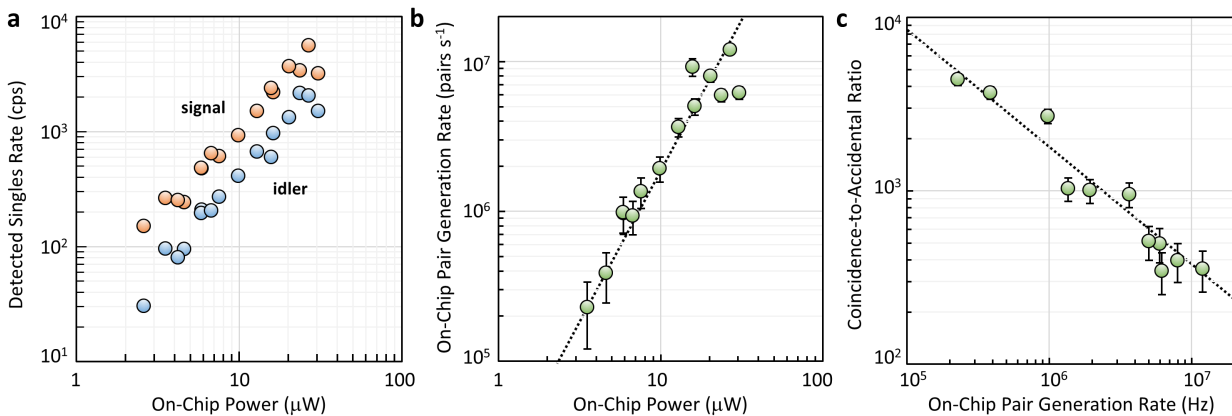 a
Detected Singles Rate (cps)
10⁴
10³
10²
10¹
signal
idler
1
10
100
On-Chip Power (μW)
b
On-Chip Pair Generation Rate (pairs s⁻¹)
10⁷
10⁶
10⁵
1
10
100
On-Chip Power (μW)
c
Coincidence-to-Accidental Ratio
10⁴
10³
10²
10⁵
10⁶
10⁷
On-Chip Pair Generation Rate (Hz)